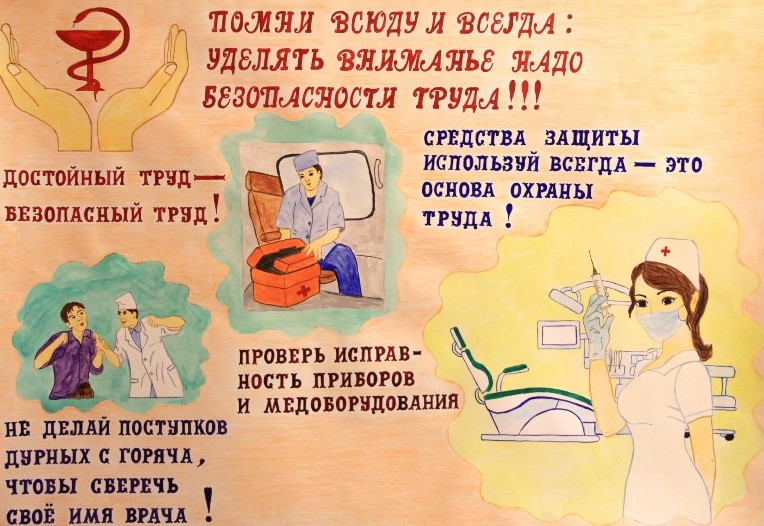 ПОМНИ ВСЮДУ И ВСЕГДА:
УДЕЛЯТЬ ВНИМАНЬЕ НАДО
БЕЗОПАСНОСТИ ТРУДА!!!
ДОСТОЙНЫЙ ТРУД—
БЕЗОПАСНЫЙ ТРУД!
СРЕДСТВА ЗАЩИТЫ
ИСПОЛЬЗУЙ ВСЕГДА — ЭТО
ОСНОВА ОХРАНЫ
ТРУДА!
ПРОВЕРЬ ИСПРАВ-
НОСТЬ ПРИБОРОВ
И МЕДОБОРУДОВАНИЯ
НЕ ДЕЛАЙ ПОСТУПКОВ
ДУРНЫХ С ГОРЯЧА,
ЧТОБЫ СБЕРЕЧЬ
СВОЁ ИМЯ ВРАЧА!